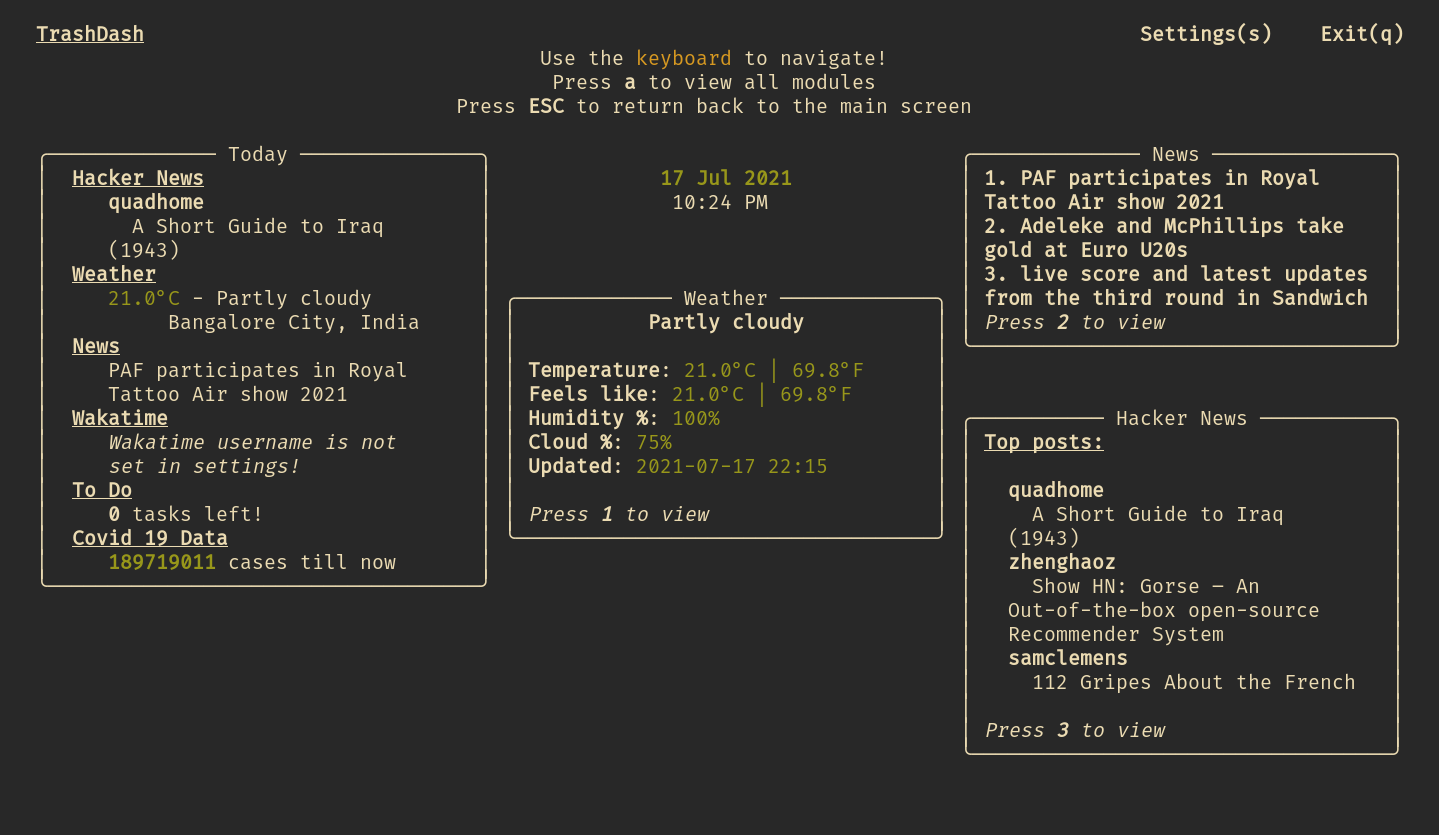 TrashDash
Settings(s) Exit(q)
Use the keyboard to navigate!
Press a to view all modules
Press ESC to return back to the main screen
Today
Hacker News
quadhome
A Short Guide to Iraq
(1943)
Weather
21.0°C - Partly cloudy
Bangalore City, India
News
PAF participates in Royal
Tattoo Air show 2021
Wakatime
Wakatime username is not
set in settings!
To Do
0 tasks left!
Covid 19 Data
189719011 cases till now
17 Jul 2021
10:24 PM
Weather
Partly cloudy
Temperature: 21.0°C | 69.8°F
Feels like: 21.0°C | 69.8°F
Humidity %: 100%
Cloud %: 75%
Updated: 2021-07-17 22:15
Press 1 to view
News
1. PAF participates in Royal
Tattoo Air show 2021
2. Adeleke and McPhillips take
gold at Euro U20s
3. live score and latest updates
from the third round in Sandwich
Press 2 to view
Hacker News
Top posts:
quadhome
A Short Guide to Iraq
(1943)
zhenghaoz
Show HN: Gorse – An
Out-of-the-box open-source
Recommender System
samclemens
112 Gripes About the French
Press 3 to view